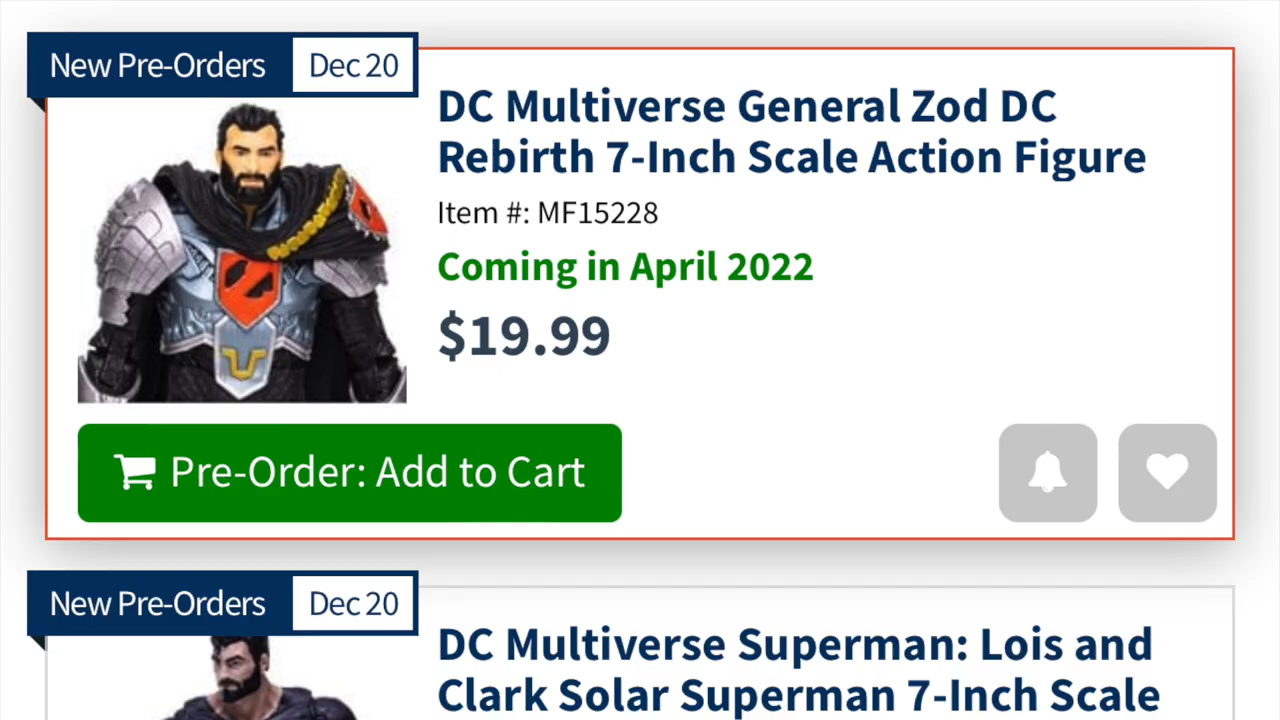 New Pre-Orders Dec 20
DC Multiverse General Zod DC
Rebirth 7-Inch Scale Action Figure
Item #: MF15228
Coming in April 2022
$19.99
Pre-Order: Add to Cart
New Pre-Orders Dec 20
DC Multiverse Superman: Lois and
Clark Solar Superman 7-Inch Scale